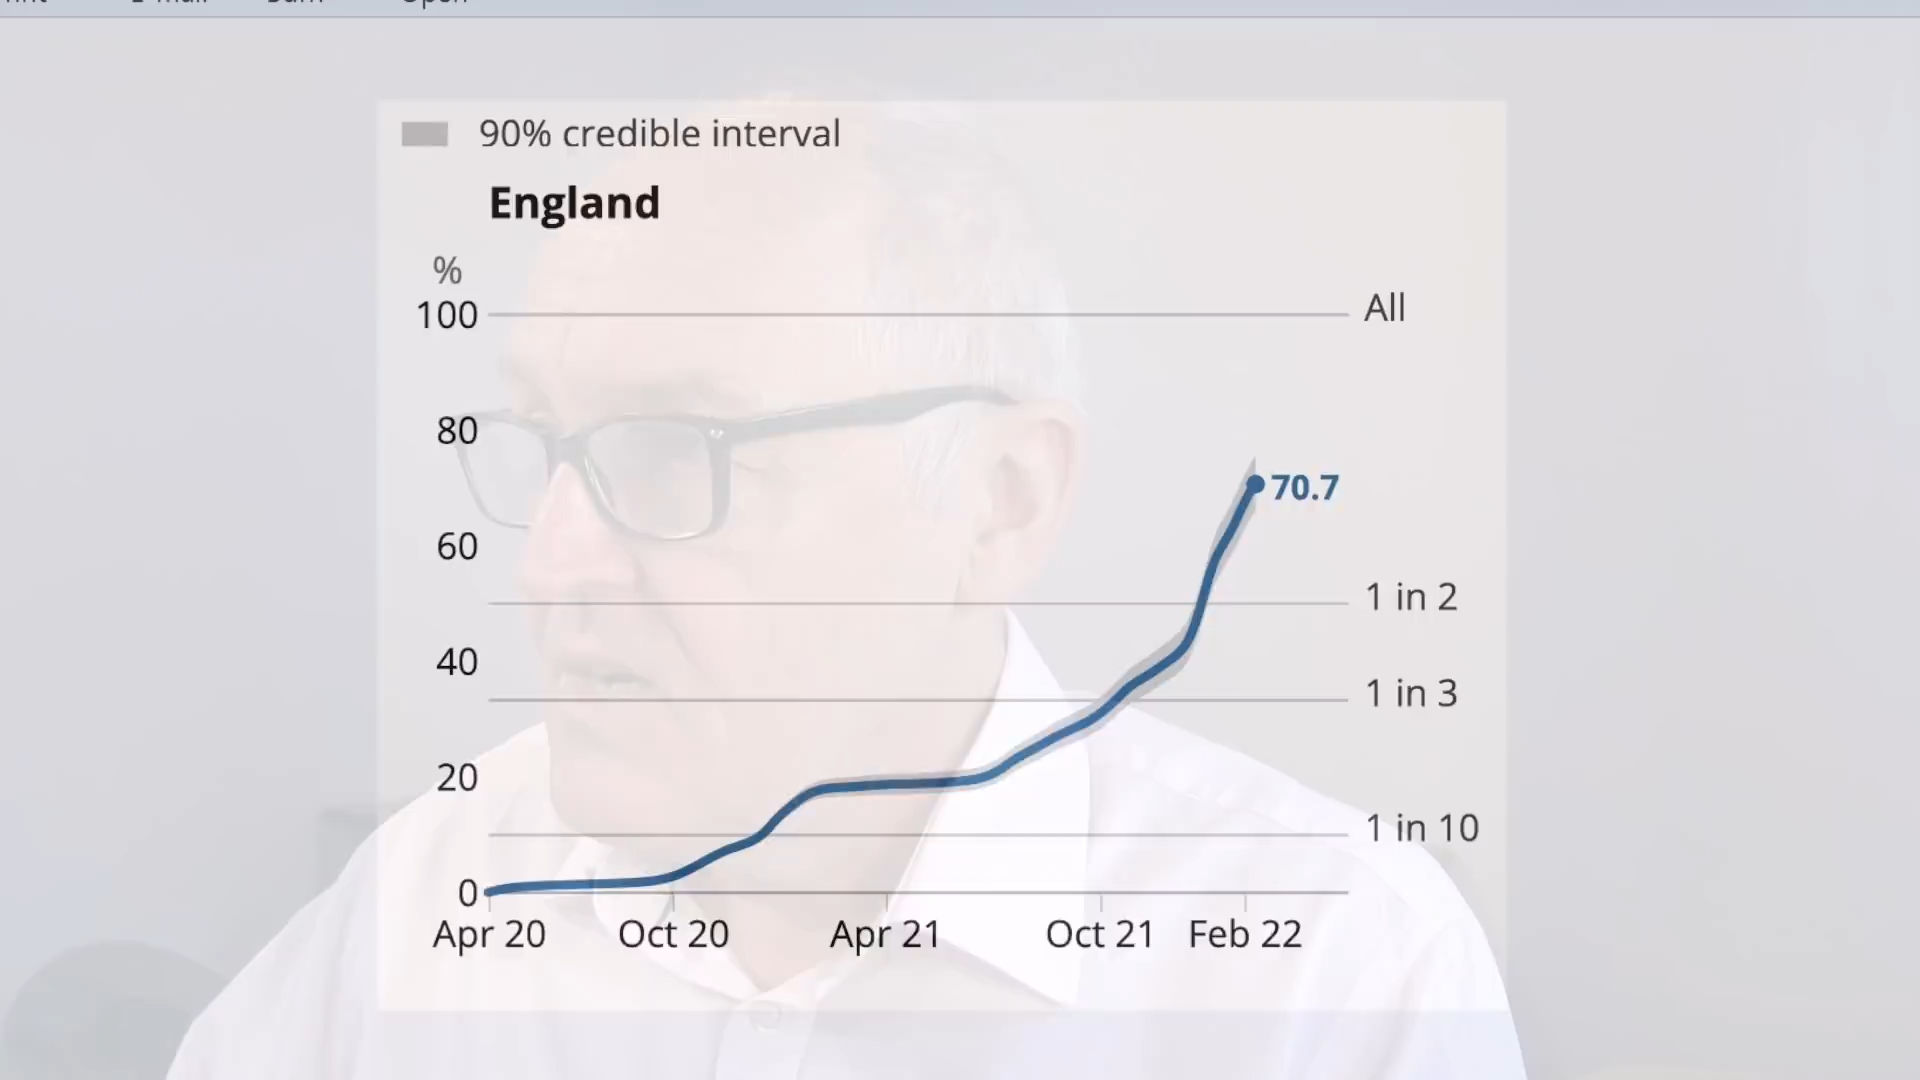 Open
90% credible interval
England
%
100 All
80
70.7
60
1 in 2
40
1 in 3
20
1 in 10
0
Apr 20 Oct 20 Apr 21 Oct 21 Feb 22